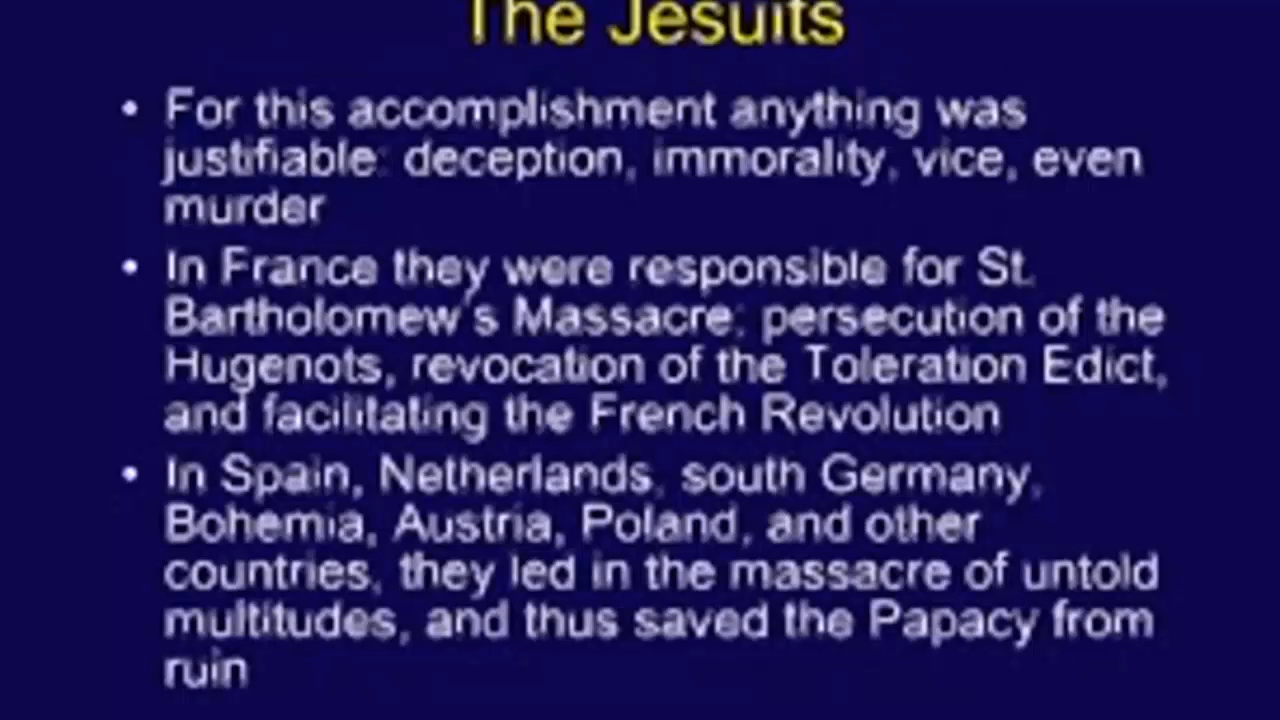 The Jesuits
• For this accomplishment anything was
justifiable: deception, immorality, vice, even
murder
• In France they were responsible for St.
Bartholomew's Massacre; persecution of the
Hugenots, revocation of the Toleration Edict,
and facilitating the French Revolution
• In Spain, Netherlands, south Germany,
Bohemia, Austria, Poland, and other
countries, they led in the massacre of untold
multitudes, and thus saved the Papacy from
ruin